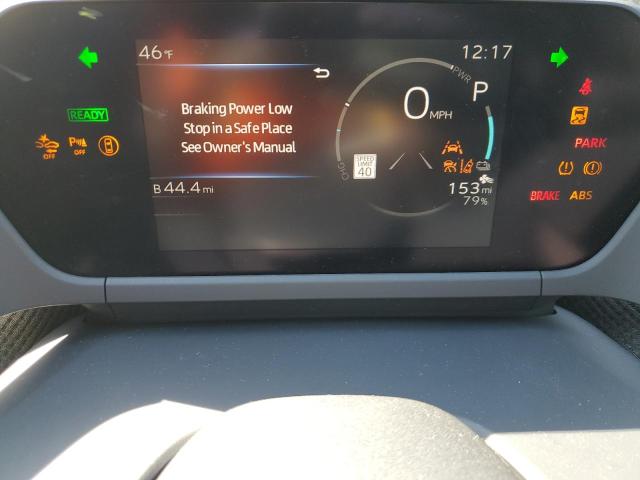 46°F
12:17
PWR
P
Braking Power Low
Stop in a Safe Place
See Owner's Manual
0 MPH
READY
OFF
P OFF
SPEED LIMIT 40
CHG
B 44.4 mi
153 mi
79%
PARK
BRAKE ABS